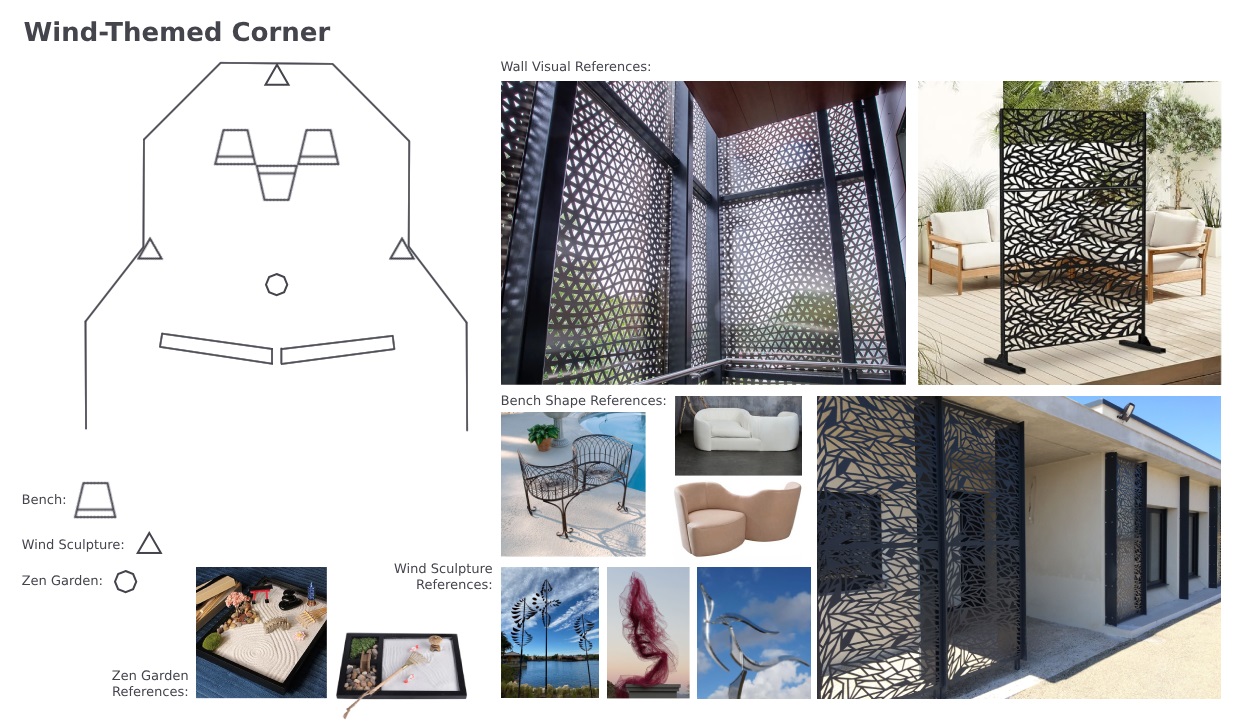 Wind-Themed Corner
Wall Visual References:
Bench Shape References:
Bench:
Wind Sculpture:
Zen Garden:
Wind Sculpture
References:
Zen Garden
References: